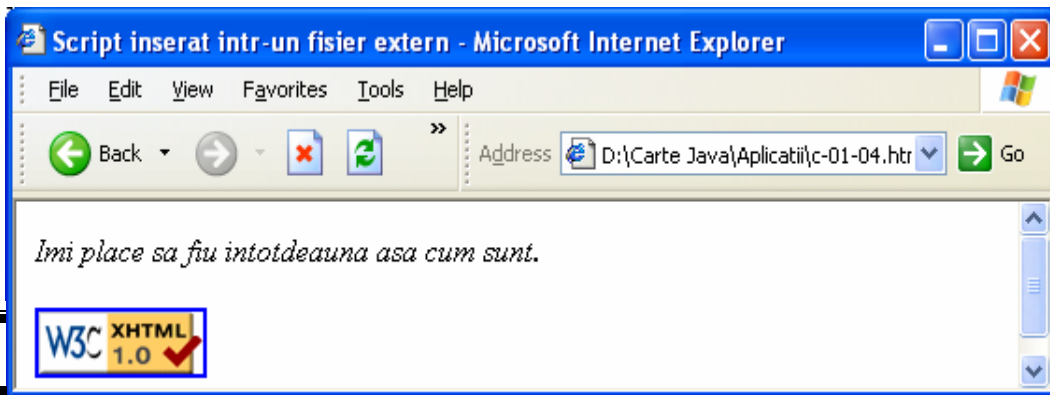 Script inserat intr-un fisier extern - Microsoft Internet Explorer
File Edit View Favorites Tools Help
Back » Address D:\Carte Java\Aplicatii\c-01-04.htr Go
Imi place sa fiu intotdeauna asa cum sunt.
W3C XHTML
1.0